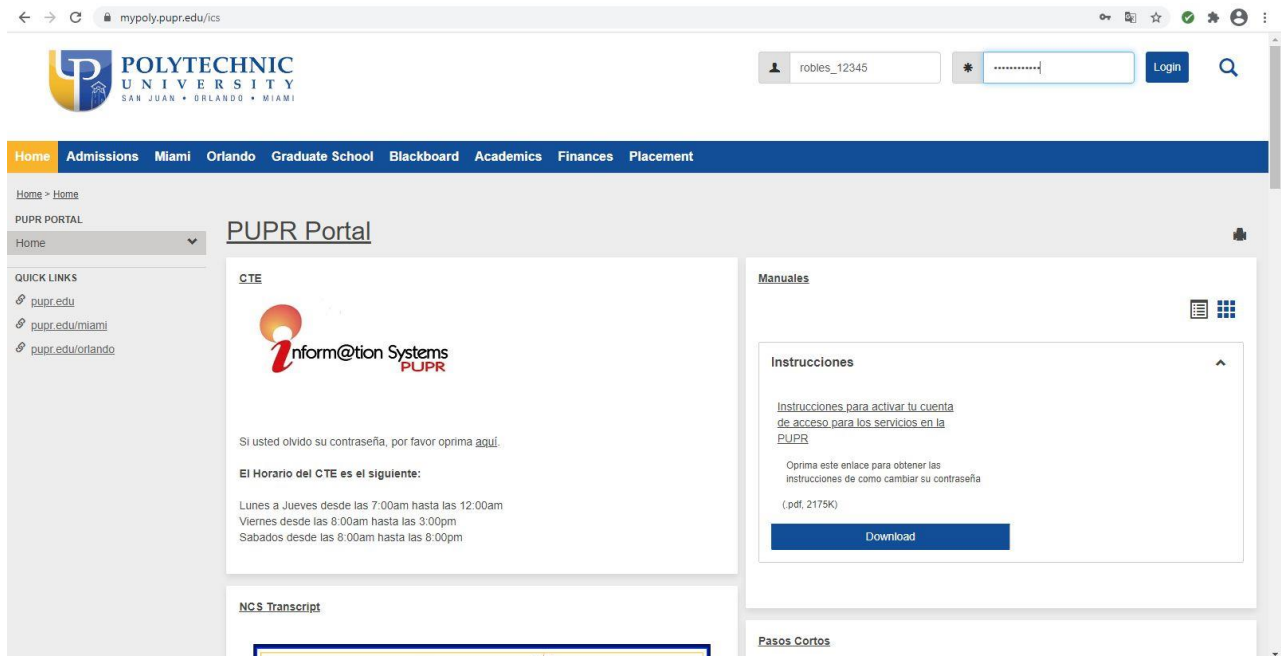 mypoly.pupr.edu/ics
POLYTECHNIC
UNIVERSITY
SAN JUAN • ORLANDO • MIAMI
robles_12345
••••••••••••
Login
Home Admissions Miami Orlando Graduate School Blackboard Academics Finances Placement
Home > Home
PUPR PORTAL
Home
QUICK LINKS
pupr.edu
pupr.edu/miami
pupr.edu/orlando
PUPR Portal
CTE
inform@tion Systems
PUPR
Si usted olvido su contraseña, por favor oprima aquí.
El Horario del CTE es el siguiente:
Lunes a Jueves desde las 7:00am hasta las 12:00am
Viernes desde las 8:00am hasta las 3:00pm
Sabados desde las 8:00am hasta las 8:00pm
NCS Transcript
Manuales
Instrucciones
Instrucciones para activar tu cuenta
de acceso para los servicios en la
PUPR
Oprima este enlace para obtener las
instrucciones de como cambiar su contraseña
(.pdf, 2175K)
Download
Pasos Cortos